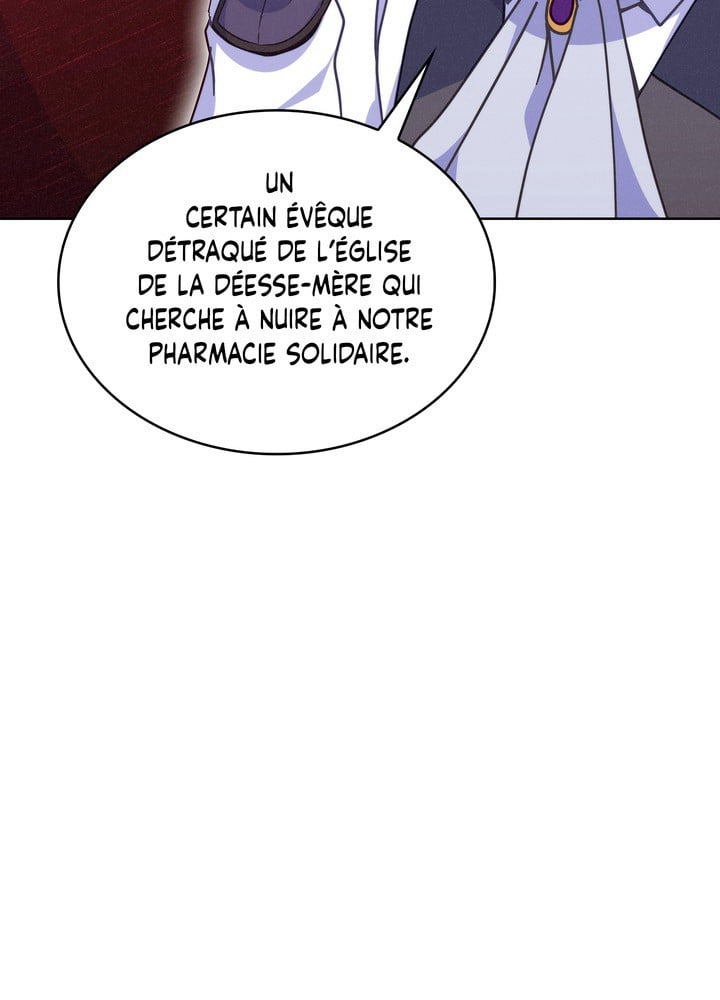 UN
CERTAIN ÉVÊQUE
DÉTRAQUÉ DE L'ÉGLISE
DE LA DÉESSE-MÈRE QUI
CHERCHE À NUIRE À NOTRE
PHARMACIE SOLIDAIRE.